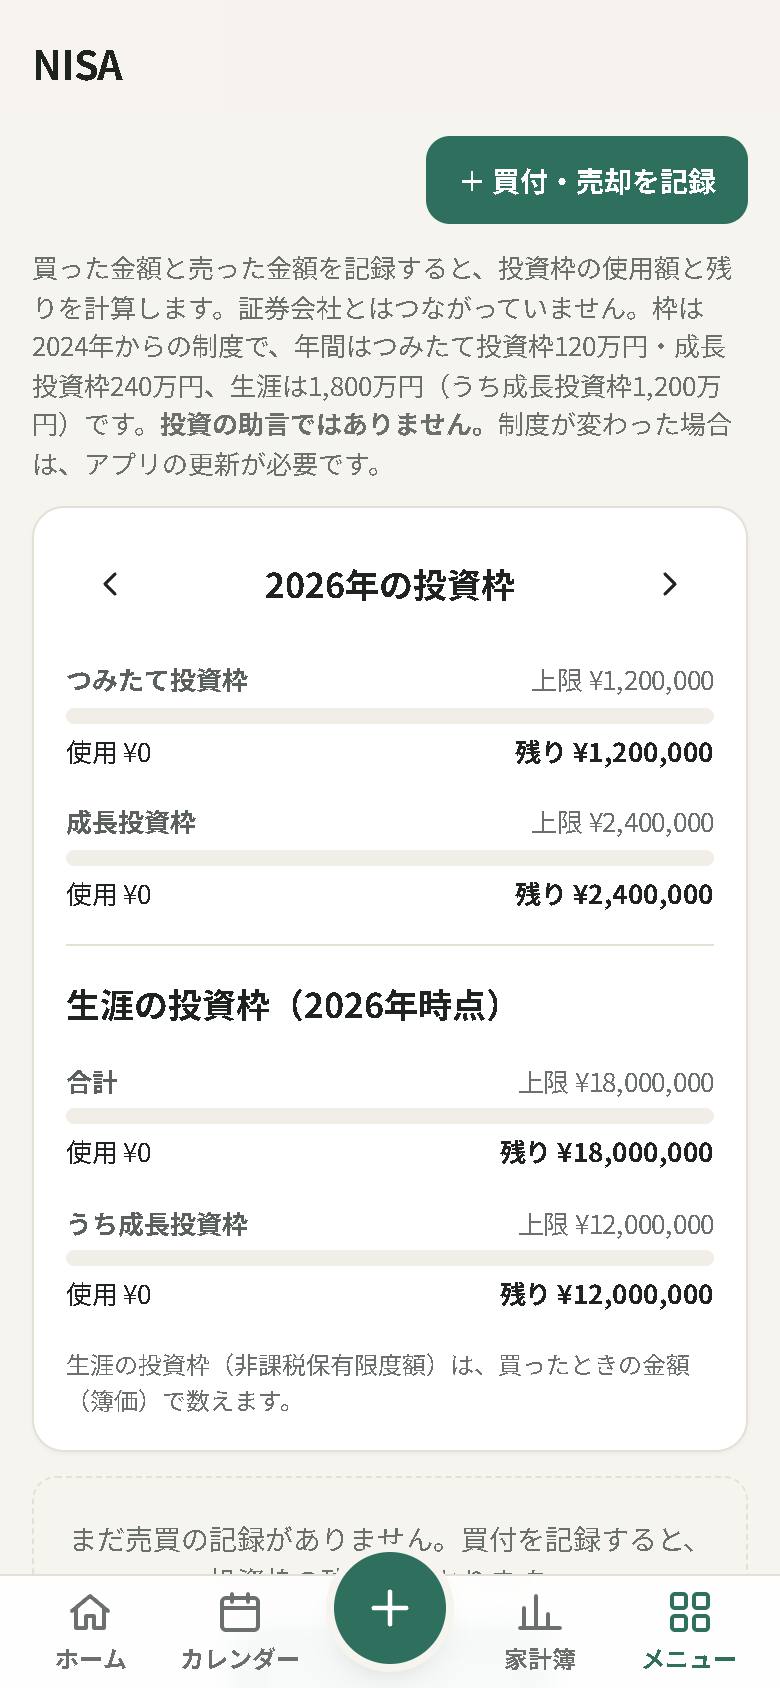 NISA
＋ 買付・売却を記録
買った金額と売った金額を記録すると、投資枠の使用額と残
りを計算します。証券会社とはつながっていません。枠は
2024年からの制度で、年間はつみたて投資枠120万円・成長
投資枠240万円、生涯は1,800万円（うち成長投資枠1,200万
円）です。投資の助言ではありません。制度が変わった場合
は、アプリの更新が必要です。
2026年の投資枠
つみたて投資枠 上限 ¥1,200,000
使用 ¥0 残り ¥1,200,000
成長投資枠 上限 ¥2,400,000
使用 ¥0 残り ¥2,400,000
生涯の投資枠（2026年時点）
合計 上限 ¥18,000,000
使用 ¥0 残り ¥18,000,000
うち成長投資枠 上限 ¥12,000,000
使用 ¥0 残り ¥12,000,000
生涯の投資枠（非課税保有限度額）は、買ったときの金額
（簿価）で数えます。
まだ売買の記録がありません。買付を記録すると、
ホーム カレンダー 家計簿 メニュー